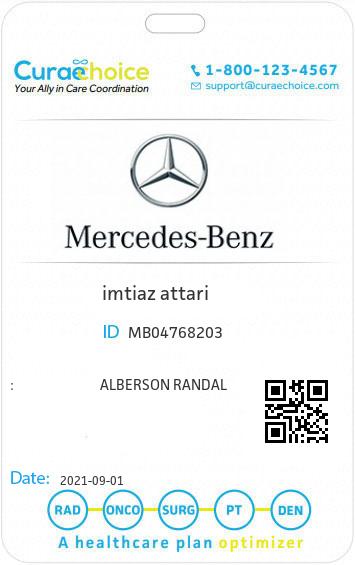 Curaechoice
Your Ally in Care Coordination
1-800-123-4567
support@curaechoice.com
Mercedes-Benz
imtiaz attari
ID MB04768203
: ALBERSON RANDAL
Date: 2021-09-01
RAD ONCO SURG PT DEN
A healthcare plan optimizer